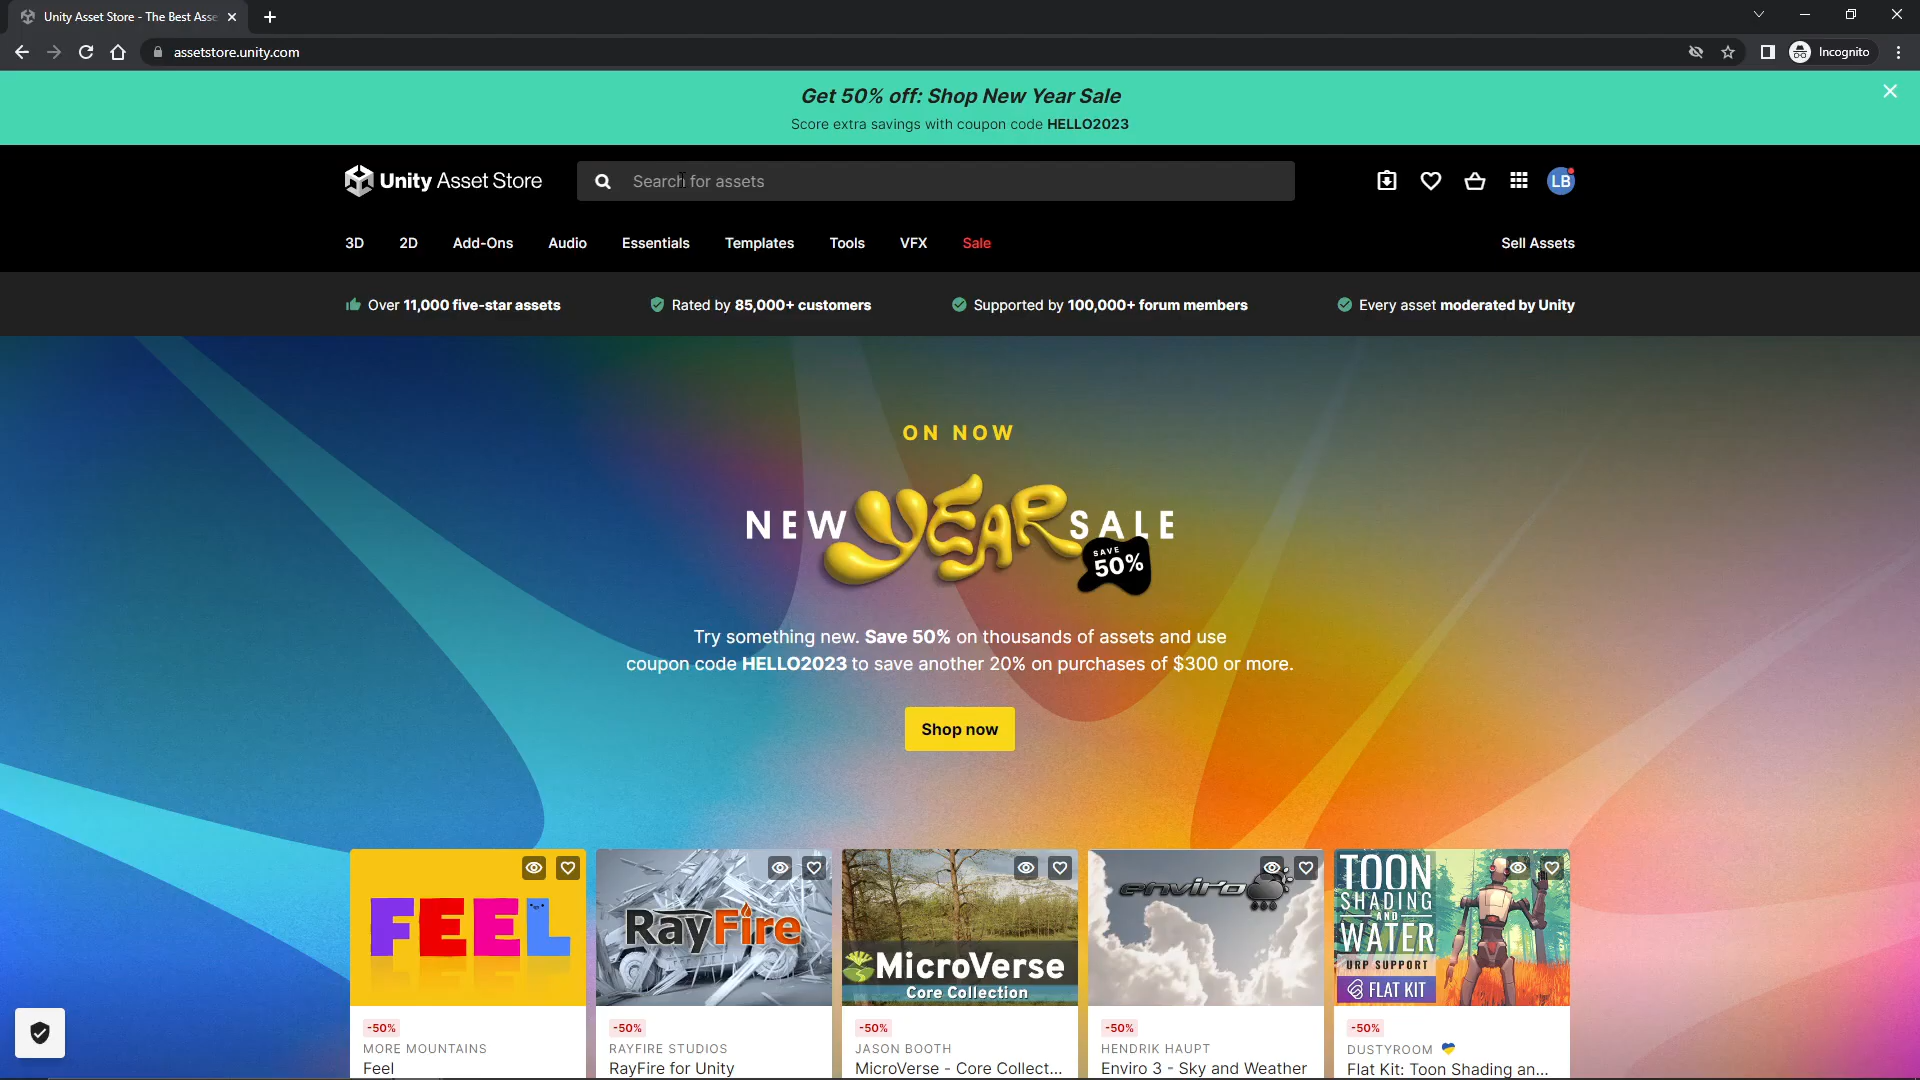 Unity Asset Store - The Best Asse
assetstore.unity.com
Incognito
Get 50% off: Shop New Year Sale
Score extra savings with coupon code HELLO2023
Unity Asset Store
Search for assets
LB
3D 2D Add-Ons Audio Essentials Templates Tools VFX Sale Sell Assets
Over 11,000 five-star assets Rated by 85,000+ customers Supported by 100,000+ forum members Every asset moderated by Unity
ON NOW
NEW YEAR SALE
SAVE
50%
Try something new. Save 50% on thousands of assets and use
coupon code HELLO2023 to save another 20% on purchases of $300 or more.
Shop now
FEEL
-50%
MORE MOUNTAINS
Feel
RayFire
-50%
RAYFIRE STUDIOS
RayFire for Unity
MicroVerse
Core Collection
-50%
JASON BOOTH
MicroVerse - Core Collect...
enviro
-50%
HENDRIK HAUPT
Enviro 3 - Sky and Weather
TOON
SHADING
AND
WATER
URP SUPPORT
FLAT KIT
-50%
DUSTYROOM
Flat Kit: Toon Shading an...